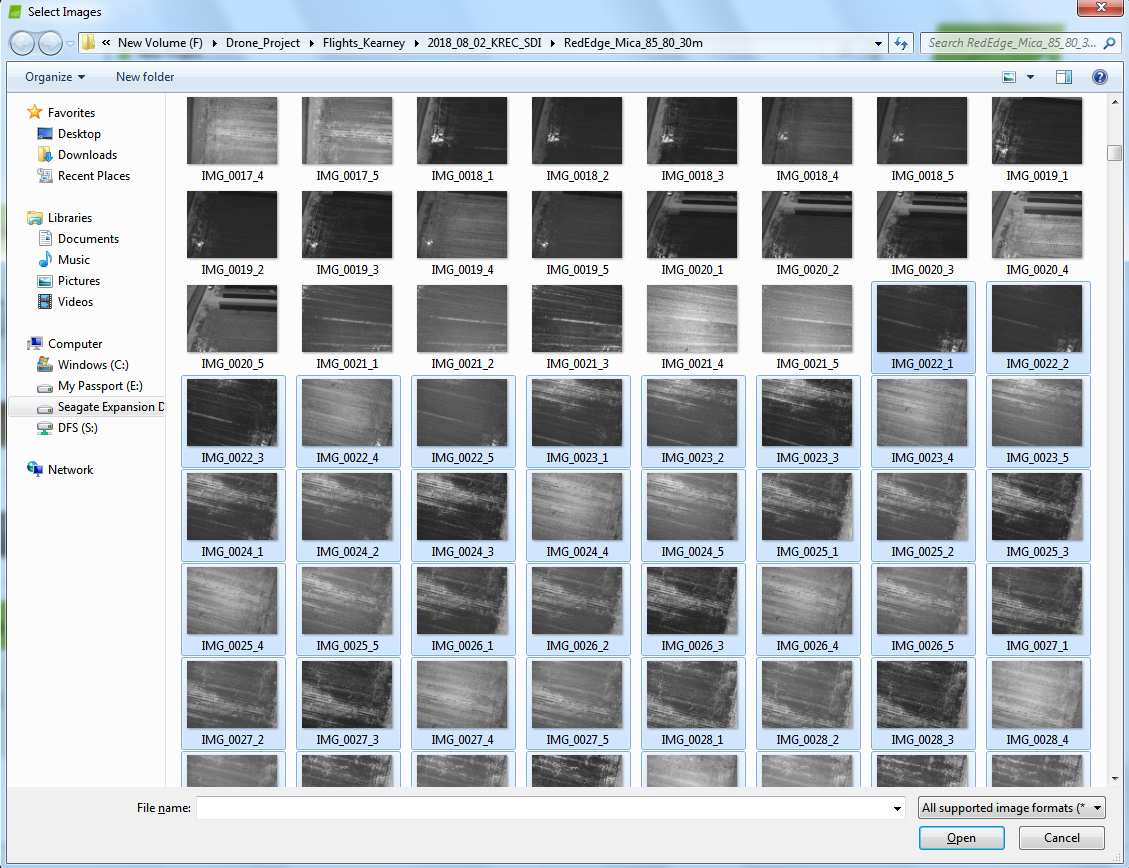 Select Images
« New Volume (F) ▸ Drone_Project ▸ Flights_Kearney ▸ 2018_08_02_KREC_SDI ▸ RedEdge_Mica_85_80_30m
Search RedEdge_Mica_85_80_3...
Organize
New folder
Favorites
Desktop
Downloads
Recent Places
Libraries
Documents
Music
Pictures
Videos
Computer
Windows (C:)
My Passport (E:)
Seagate Expansion D
DFS (S:)
Network
IMG_0017_4 IMG_0017_5 IMG_0018_1 IMG_0018_2 IMG_0018_3 IMG_0018_4 IMG_0018_5 IMG_0019_1
IMG_0019_2 IMG_0019_3 IMG_0019_4 IMG_0019_5 IMG_0020_1 IMG_0020_2 IMG_0020_3 IMG_0020_4
IMG_0020_5 IMG_0021_1 IMG_0021_2 IMG_0021_3 IMG_0021_4 IMG_0021_5 IMG_0022_1 IMG_0022_2
IMG_0022_3 IMG_0022_4 IMG_0022_5 IMG_0023_1 IMG_0023_2 IMG_0023_3 IMG_0023_4 IMG_0023_5
IMG_0024_1 IMG_0024_2 IMG_0024_3 IMG_0024_4 IMG_0024_5 IMG_0025_1 IMG_0025_2 IMG_0025_3
IMG_0025_4 IMG_0025_5 IMG_0026_1 IMG_0026_2 IMG_0026_3 IMG_0026_4 IMG_0026_5 IMG_0027_1
IMG_0027_2 IMG_0027_3 IMG_0027_4 IMG_0027_5 IMG_0028_1 IMG_0028_2 IMG_0028_3 IMG_0028_4
File name:
All supported image formats (*
Open
Cancel